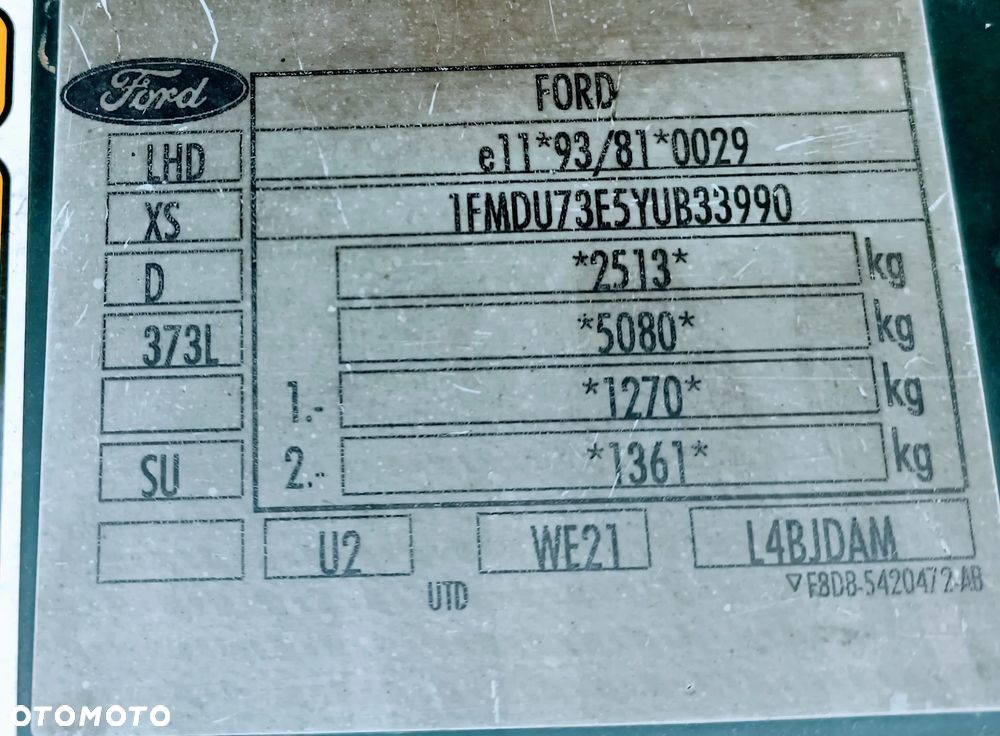 Ford
FORD
LHD
e11*93/81*0029
XS
1FMDU73E5YUB33990
D
*2513* kg
373L
*5080* kg
1.- *1270* kg
SU
2.- *1361* kg
U2
WE21
L4BJDAM
UTD
F8DB-5420472-AB
OTOMOTO